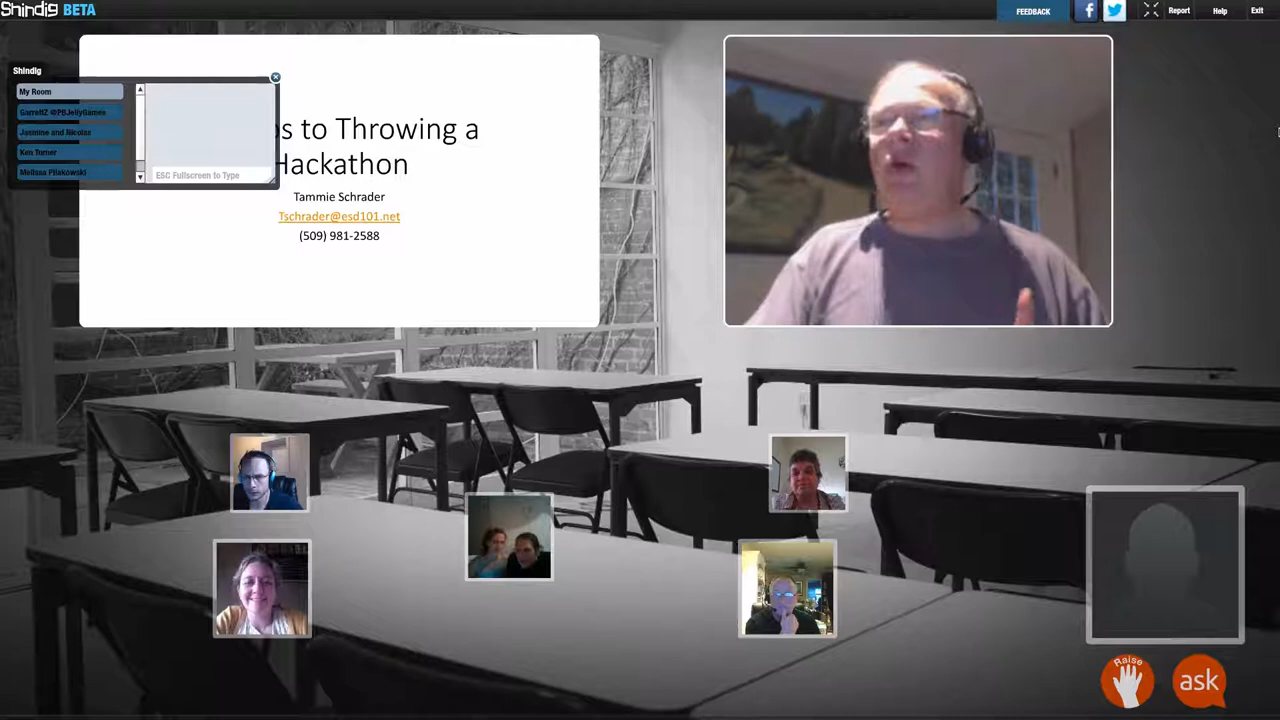 Shindig BETA
FEEDBACK
Report
Help
Exit
Shindig
My Room
GarrettZ @PBJellyGames
Jasmine and Nicolas
Ken Turner
Melissa Pilakowski
ESC Fullscreen to Type
s to Throwing a
Hackathon
Tammie Schrader
Tschrader@esd101.net
(509) 981-2588
Raise
ask